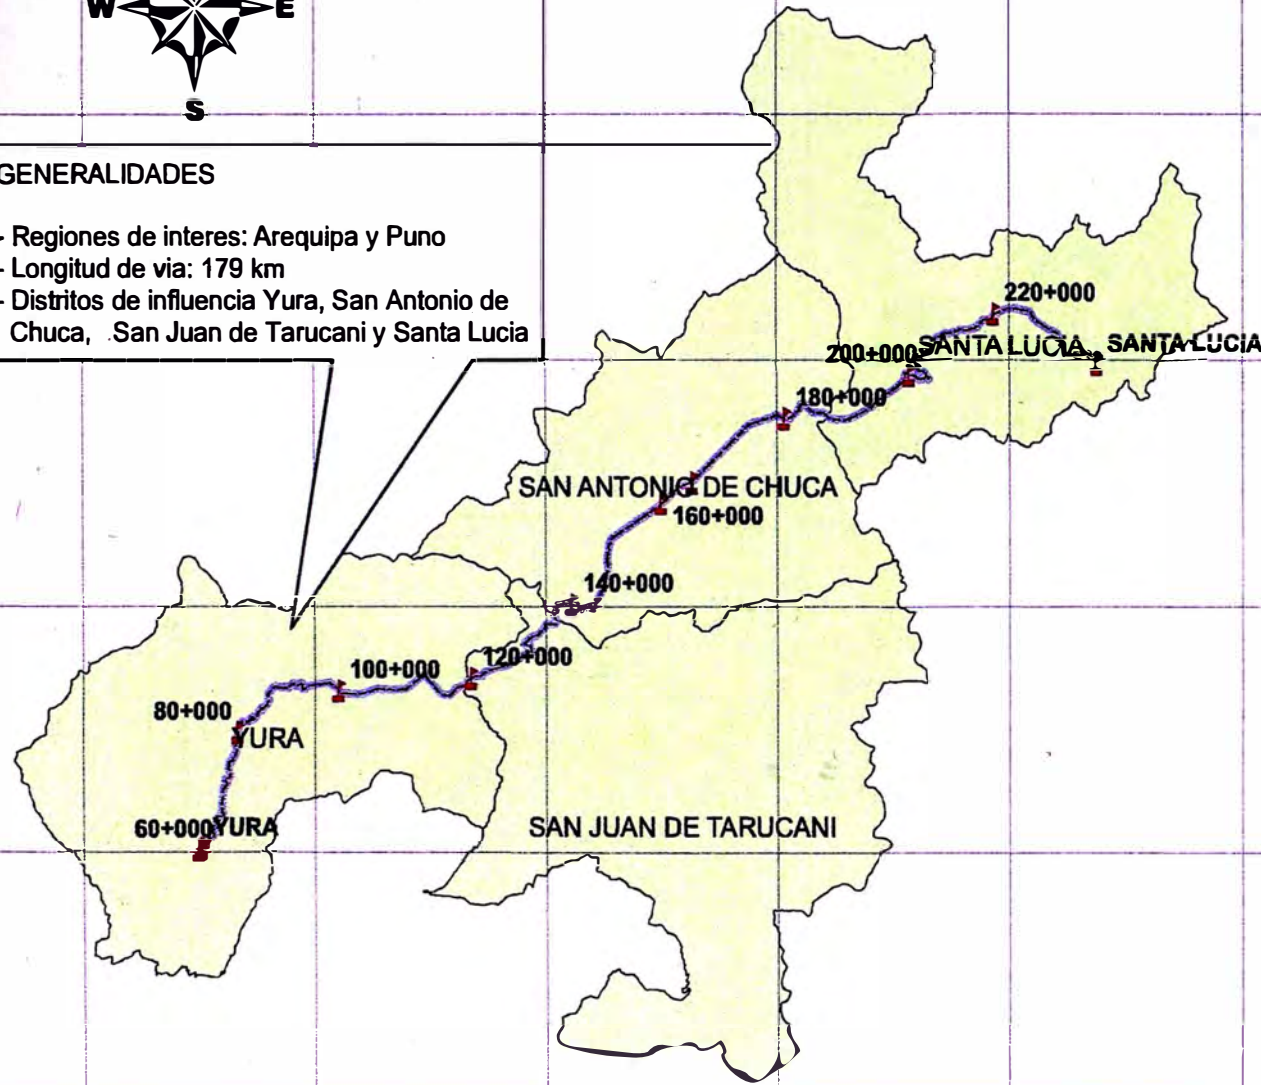 W E
S
GENERALIDADES
- Regiones de interes: Arequipa y Puno
- Longitud de via: 179 km
- Distritos de influencia Yura, San Antonio de
Chuca, San Juan de Tarucani y Santa Lucia
220+000
200+000 SANTA LUCIA SANTA LUCIA
180+000
SAN ANTONIO DE CHUCA
160+000
140+000
120+000
100+000
80+000
YURA
60+000 YURA
SAN JUAN DE TARUCANI